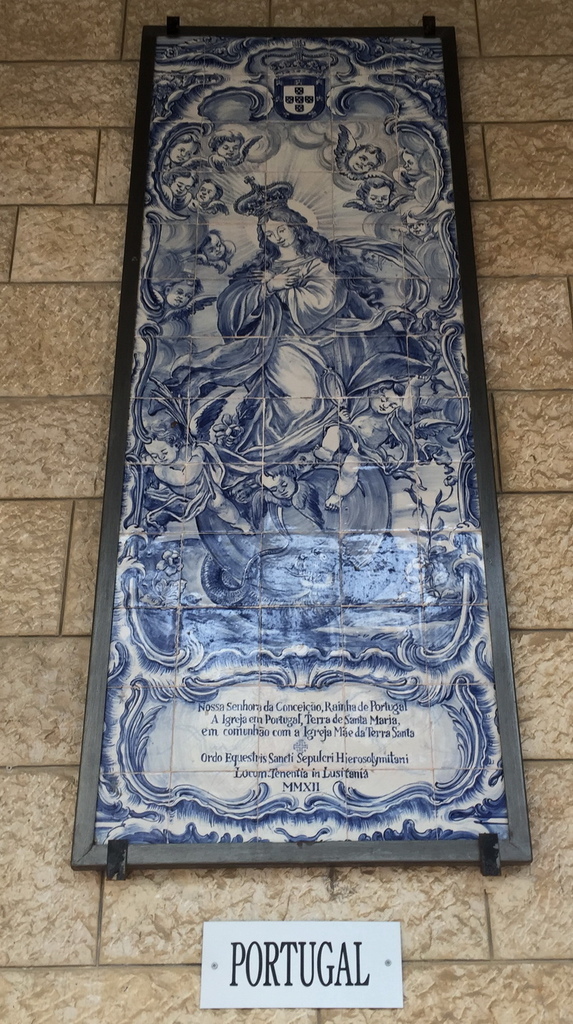 Nossa Senhora da Conceição, Rainha de Portugal
A Igreja em Portugal, Terra de Santa Maria,
em comunhão com a Igreja Mãe da Terra Santa
Ordo Equestris Sancti Sepulcri Hierosolymitani
Locum-Tenentia in Lusitania
MMXII
PORTUGAL